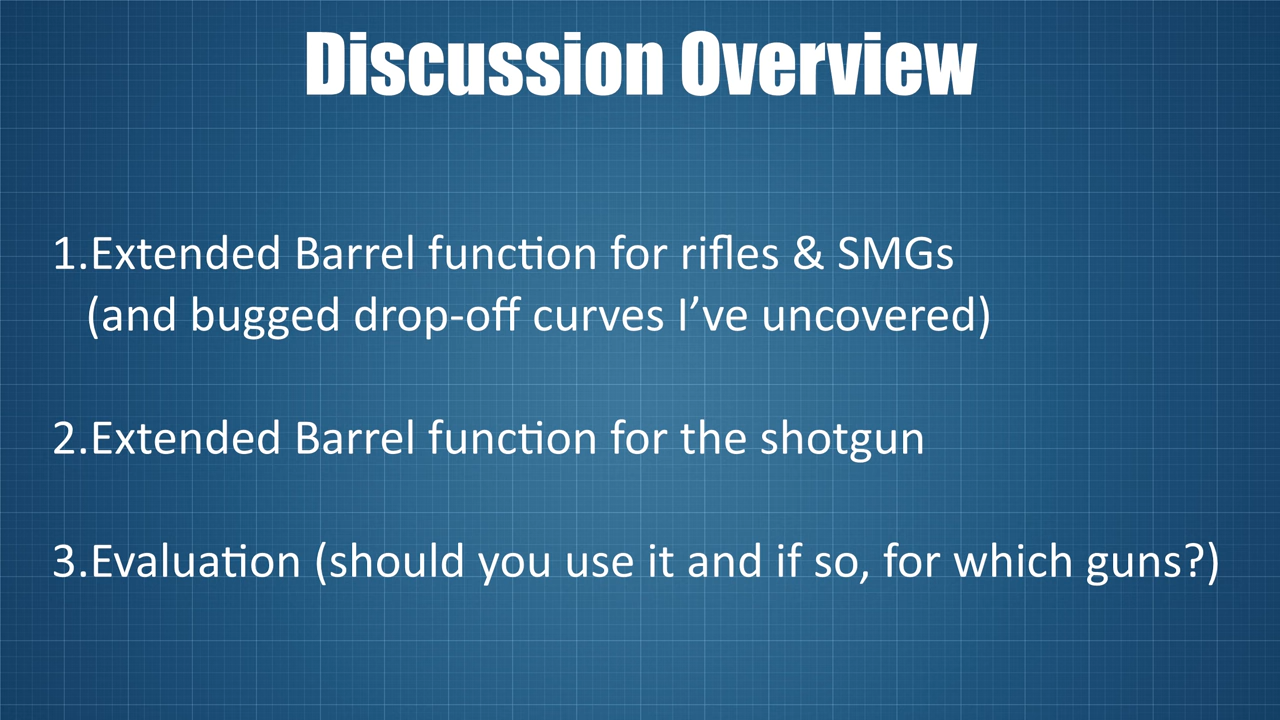 Discussion Overview
1.Extended Barrel function for rifles & SMGs
(and bugged drop-off curves I’ve uncovered)
2.Extended Barrel function for the shotgun
3.Evaluation (should you use it and if so, for which guns?)